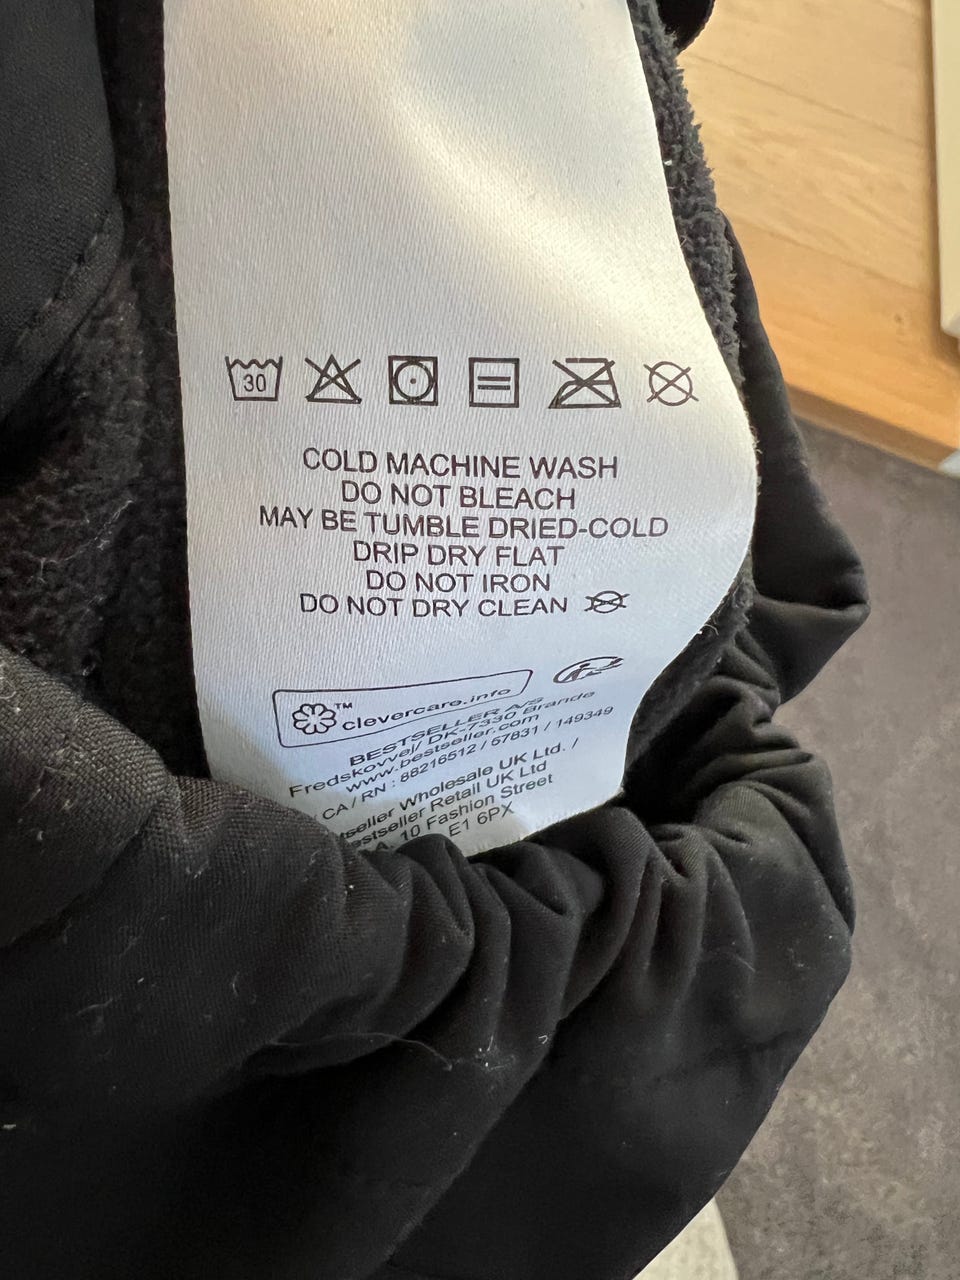 30
COLD MACHINE WASH
DO NOT BLEACH
MAY BE TUMBLE DRIED-COLD
DRIP DRY FLAT
DO NOT IRON
DO NOT DRY CLEAN
™ clevercare.info
BESTSELLER A/S
Fredskovvej/ DK-7330 Brande
www.bestseller.com
CA / RN : 88216512 / 57831 / 149349
Wholesale UK Ltd. /
Retail UK Ltd
10 Fashion Street
E1 6PX